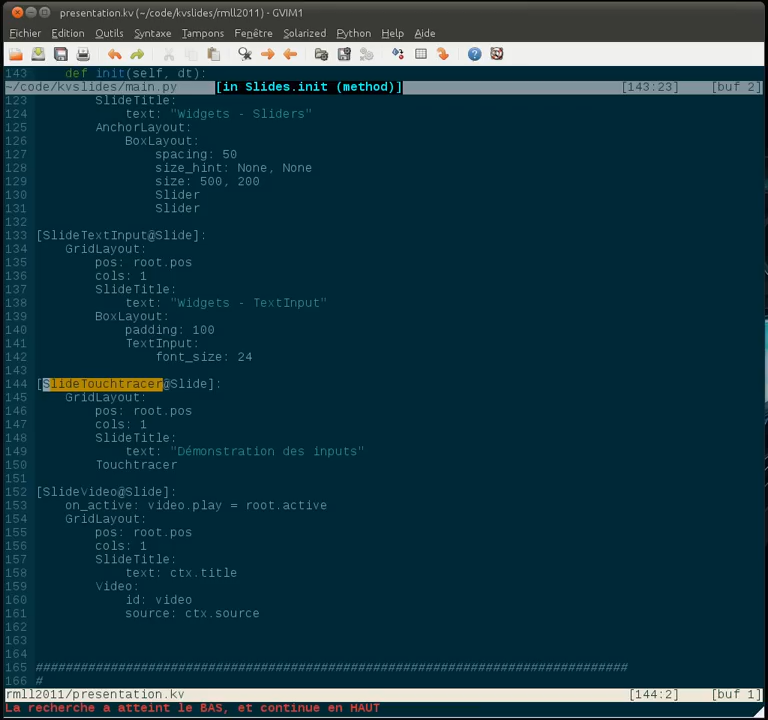 presentation.kv (~/code/kvslides/rmll2011) - GVIM1
Fichier Edition Outils Syntaxe Tampons Fenêtre Solarized Python Help Aide
143     def init(self, dt):
~/code/kvslides/main.py     [in Slides.init (method)]     [143:23]     [buf 2]
123         SlideTitle:
124             text: "Widgets - Sliders"
125         AnchorLayout:
126             BoxLayout:
127                 spacing: 50
128                 size_hint: None, None
129                 size: 500, 200
130                 Slider
131                 Slider
132
133 [SlideTextInput@Slide]:
134     GridLayout:
135         pos: root.pos
136         cols: 1
137         SlideTitle:
138             text: "Widgets - TextInput"
139         BoxLayout:
140             padding: 100
141             TextInput:
142                 font_size: 24
143
144 [SlideTouchtracer@Slide]:
145     GridLayout:
146         pos: root.pos
147         cols: 1
148         SlideTitle:
149             text: "Démonstration des inputs"
150         Touchtracer
151
152 [SlideVideo@Slide]:
153     on_active: video.play = root.active
154     GridLayout:
155         pos: root.pos
156         cols: 1
157         SlideTitle:
158             text: ctx.title
159         Video:
160             id: video
161             source: ctx.source
162
163
164
165 ###############################################################################
166 #
rmll2011/presentation.kv     [144:2]     [buf 1]
La recherche a atteint le BAS, et continue en HAUT